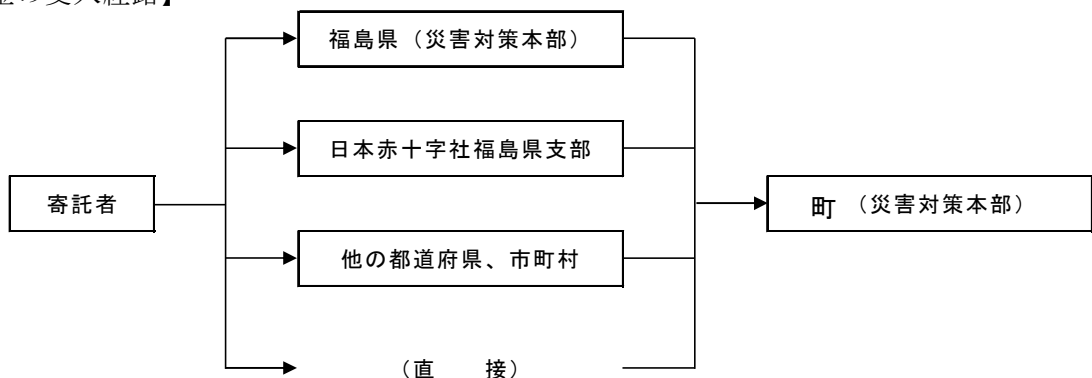 福島県（災害対策本部）
日本赤十字社福島県支部
寄託者
町（災害対策本部）
他の都道府県、市町村
（直　接）